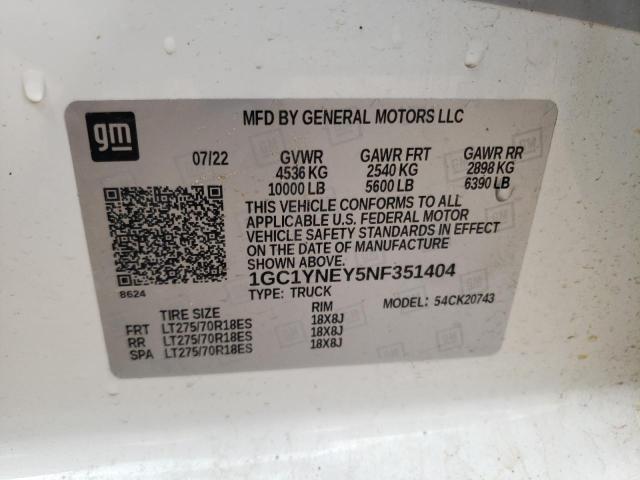 gm
MFD BY GENERAL MOTORS LLC
07/22 GVWR GAWR FRT GAWR RR
4536 KG 2540 KG 2898 KG
10000 LB 5600 LB 6390 LB
THIS VEHICLE CONFORMS TO ALL
APPLICABLE U.S. FEDERAL MOTOR
VEHICLE SAFETY STANDARDS IN EFFECT
ON THE DATE OF MANUFACTURE
SHOWN ABOVE.
1GC1YNEY5NF351404
8624
TYPE: TRUCK MODEL: 54CK20743
TIRE SIZE RIM
FRT LT275/70R18ES 18X8J
RR LT275/70R18ES 18X8J
SPA LT275/70R18ES 18X8J